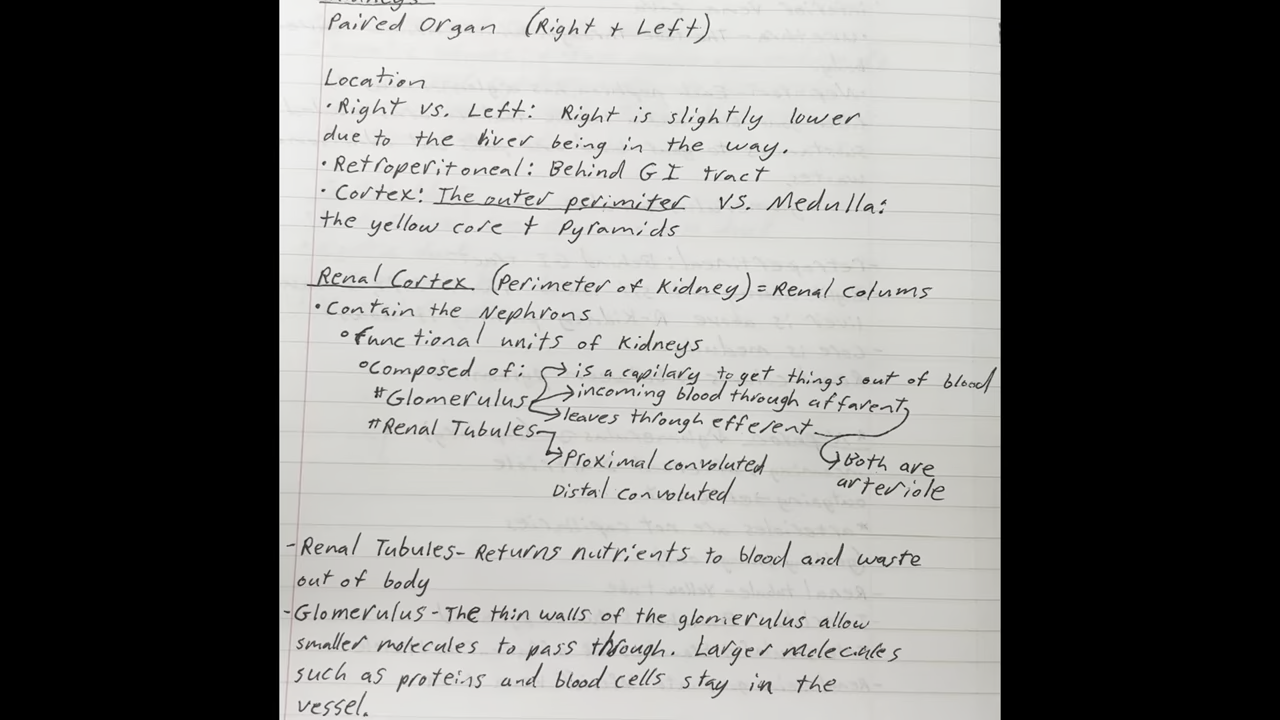 Paired Organ (Right + Left)
Location
• Right vs. Left: Right is slightly lower
due to the liver being in the way.
• Retroperitoneal: Behind GI tract
• Cortex: The outer perimiter vs. Medulla:
the yellow core + Pyramids
Renal Cortex (Perimeter of Kidney) = Renal colums
• Contain the Nephrons
° Functional units of Kidneys
° Composed of: → is a capilary to get things out of blood
# Glomerulus → incoming blood through affarent
→ leaves through efferent
# Renal Tubules
→ Both are
arteriole
→ Proximal convoluted
Distal convoluted
- Renal Tubules - Returns nutrients to blood and waste
out of body
- Glomerulus - The thin walls of the glomerulus allow
smaller molecules to pass through. Larger molecules
such as proteins and blood cells stay in the
vessel.